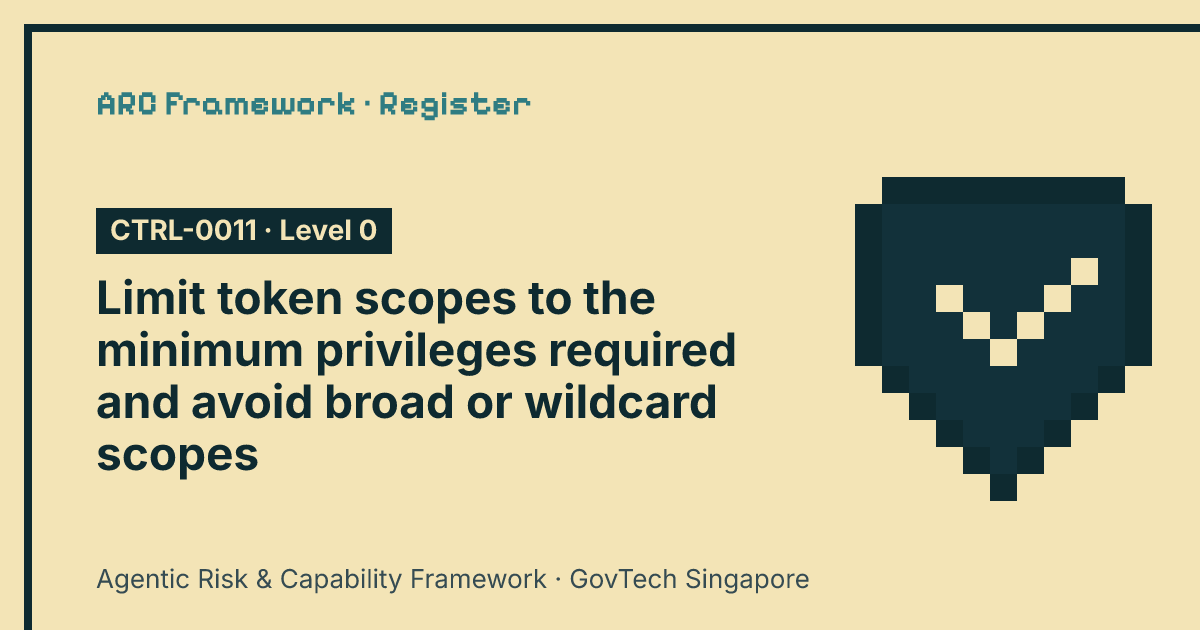 ARC Framework · Register
CTRL-0011 · Level 0
Limit token scopes to the
minimum privileges required
and avoid broad or wildcard
scopes
Agentic Risk & Capability Framework · GovTech Singapore